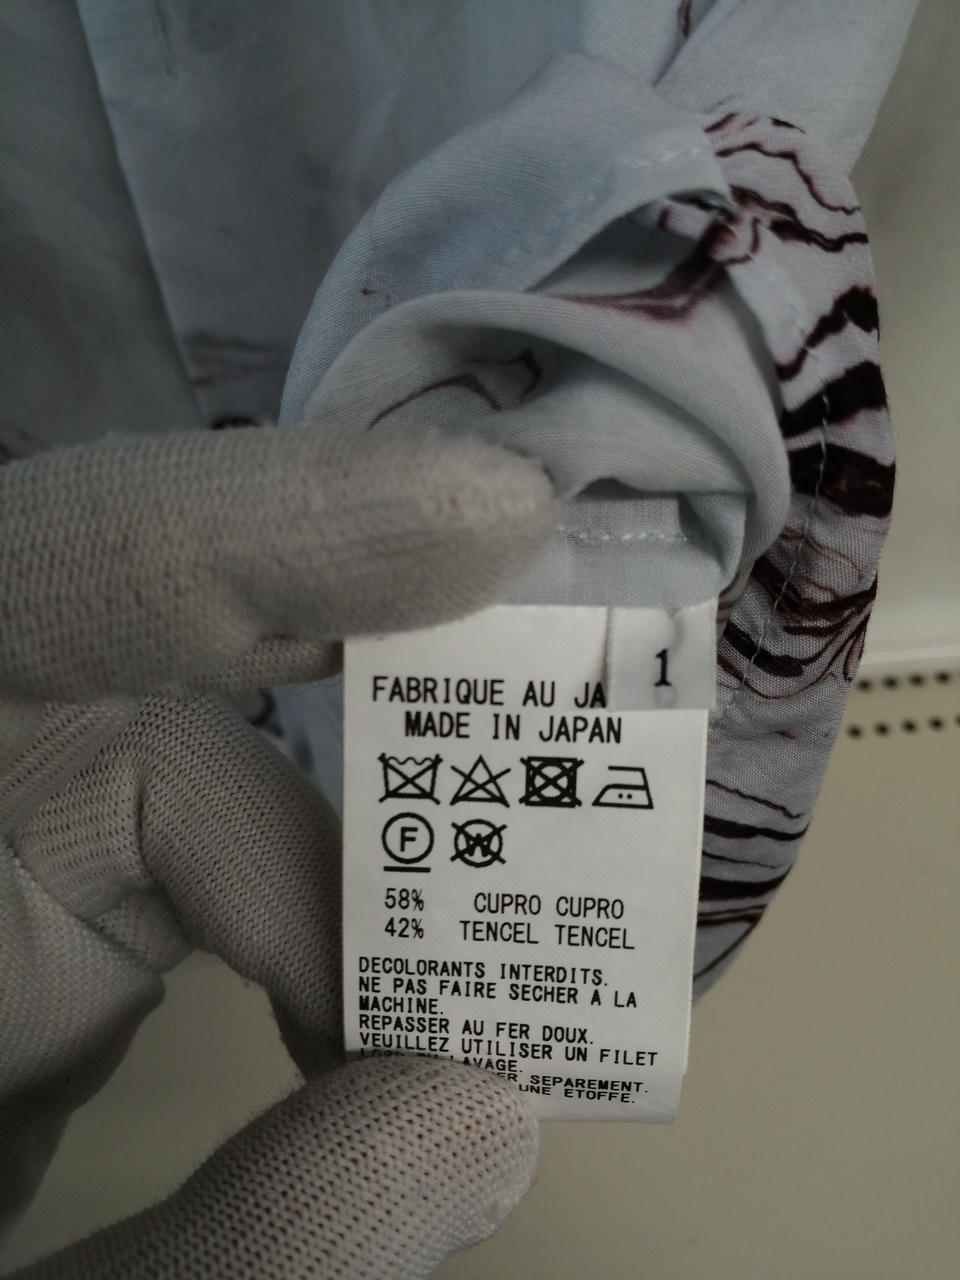 1
FABRIQUE AU JA
MADE IN JAPAN
F W
58% CUPRO CUPRO
42% TENCEL TENCEL
DECOLORANTS INTERDITS.
NE PAS FAIRE SECHER A LA
MACHINE.
REPASSER AU FER DOUX.
VEUILLEZ UTILISER UN FILET
LAVAGE.
SEPAREMENT.
UNE ETOFFE.